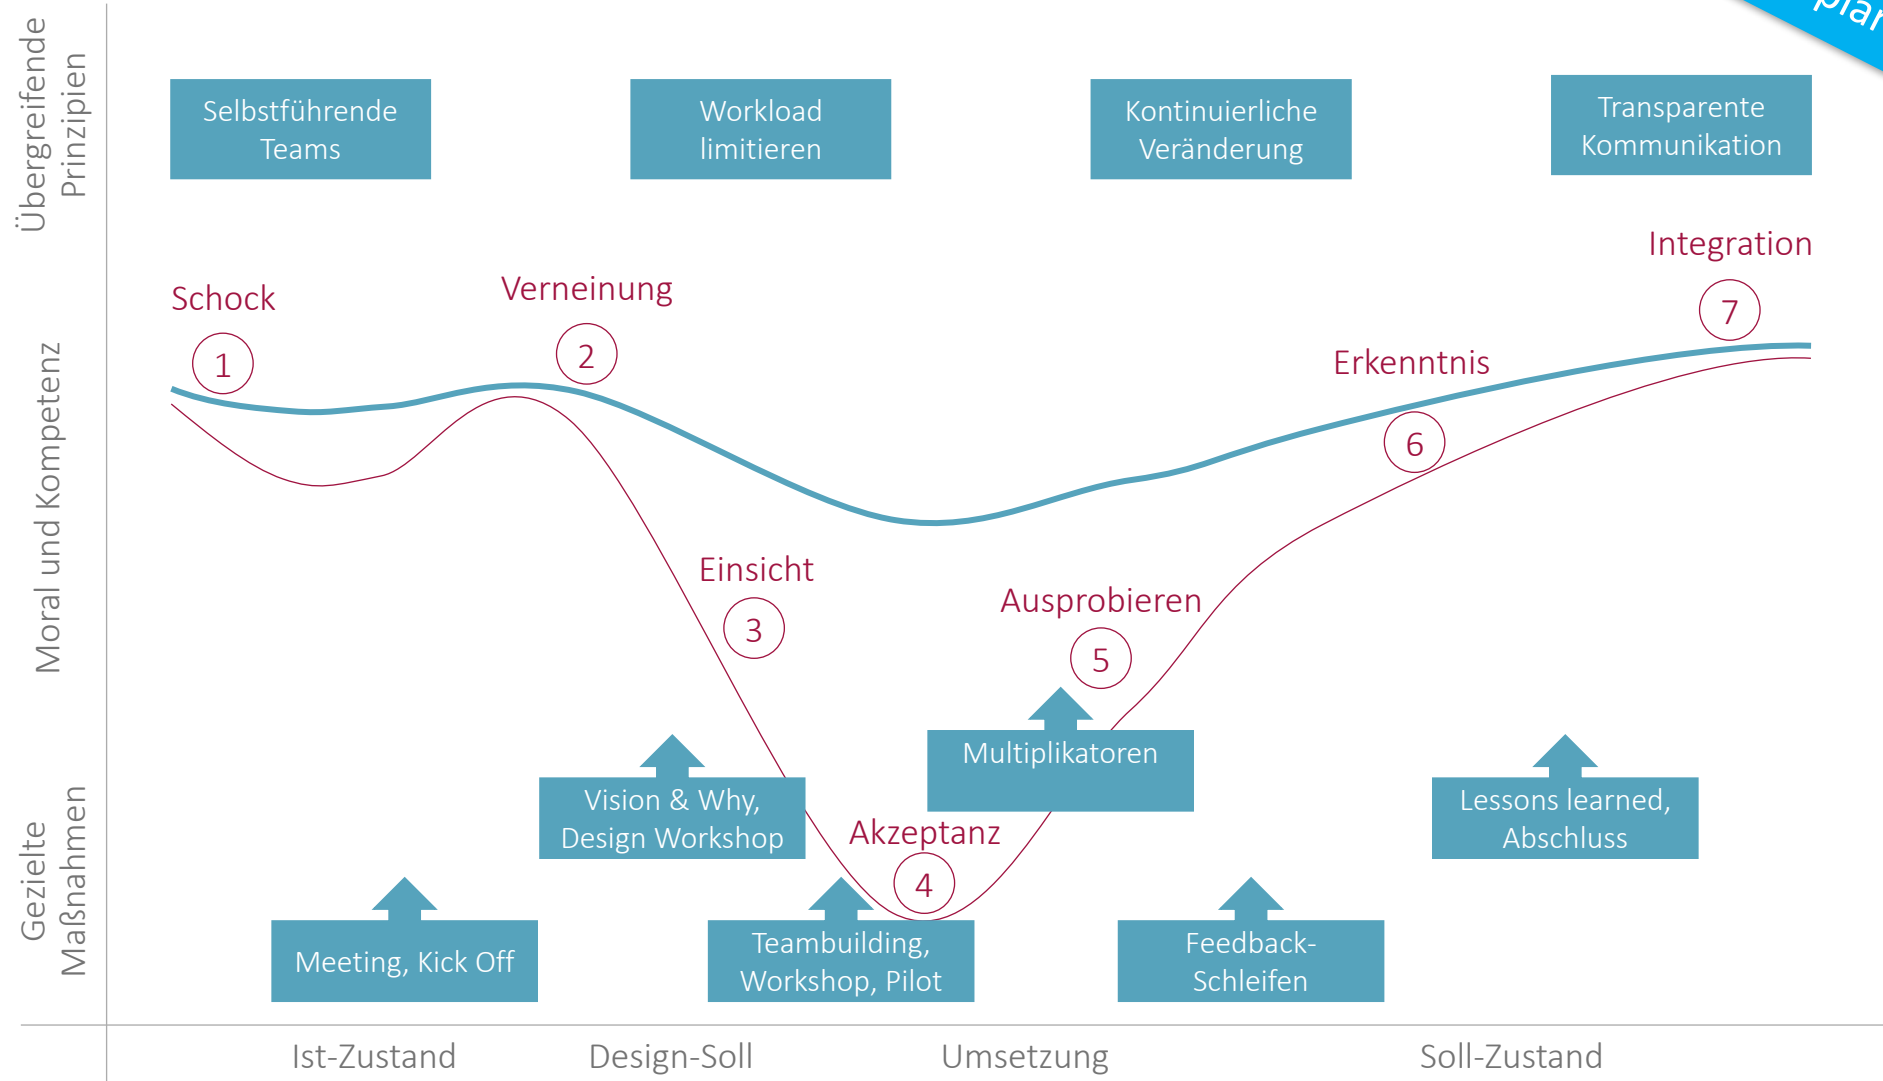 Übergreifende
Prinzipien
Selbstführende
Teams
Workload
limitieren
Kontinuierliche
Veränderung
Transparente
Kommunikation
Moral und Kompetenz
Schock
1
Verneinung
2
Einsicht
3
Akzeptanz
4
Ausprobieren
5
Erkenntnis
6
Integration
7
Gezielte
Maßnahmen
Meeting, Kick Off
Vision & Why,
Design Workshop
Teambuilding,
Workshop, Pilot
Multiplikatoren
Feedback-
Schleifen
Lessons learned,
Abschluss
Ist-Zustand
Design-Soll
Umsetzung
Soll-Zustand